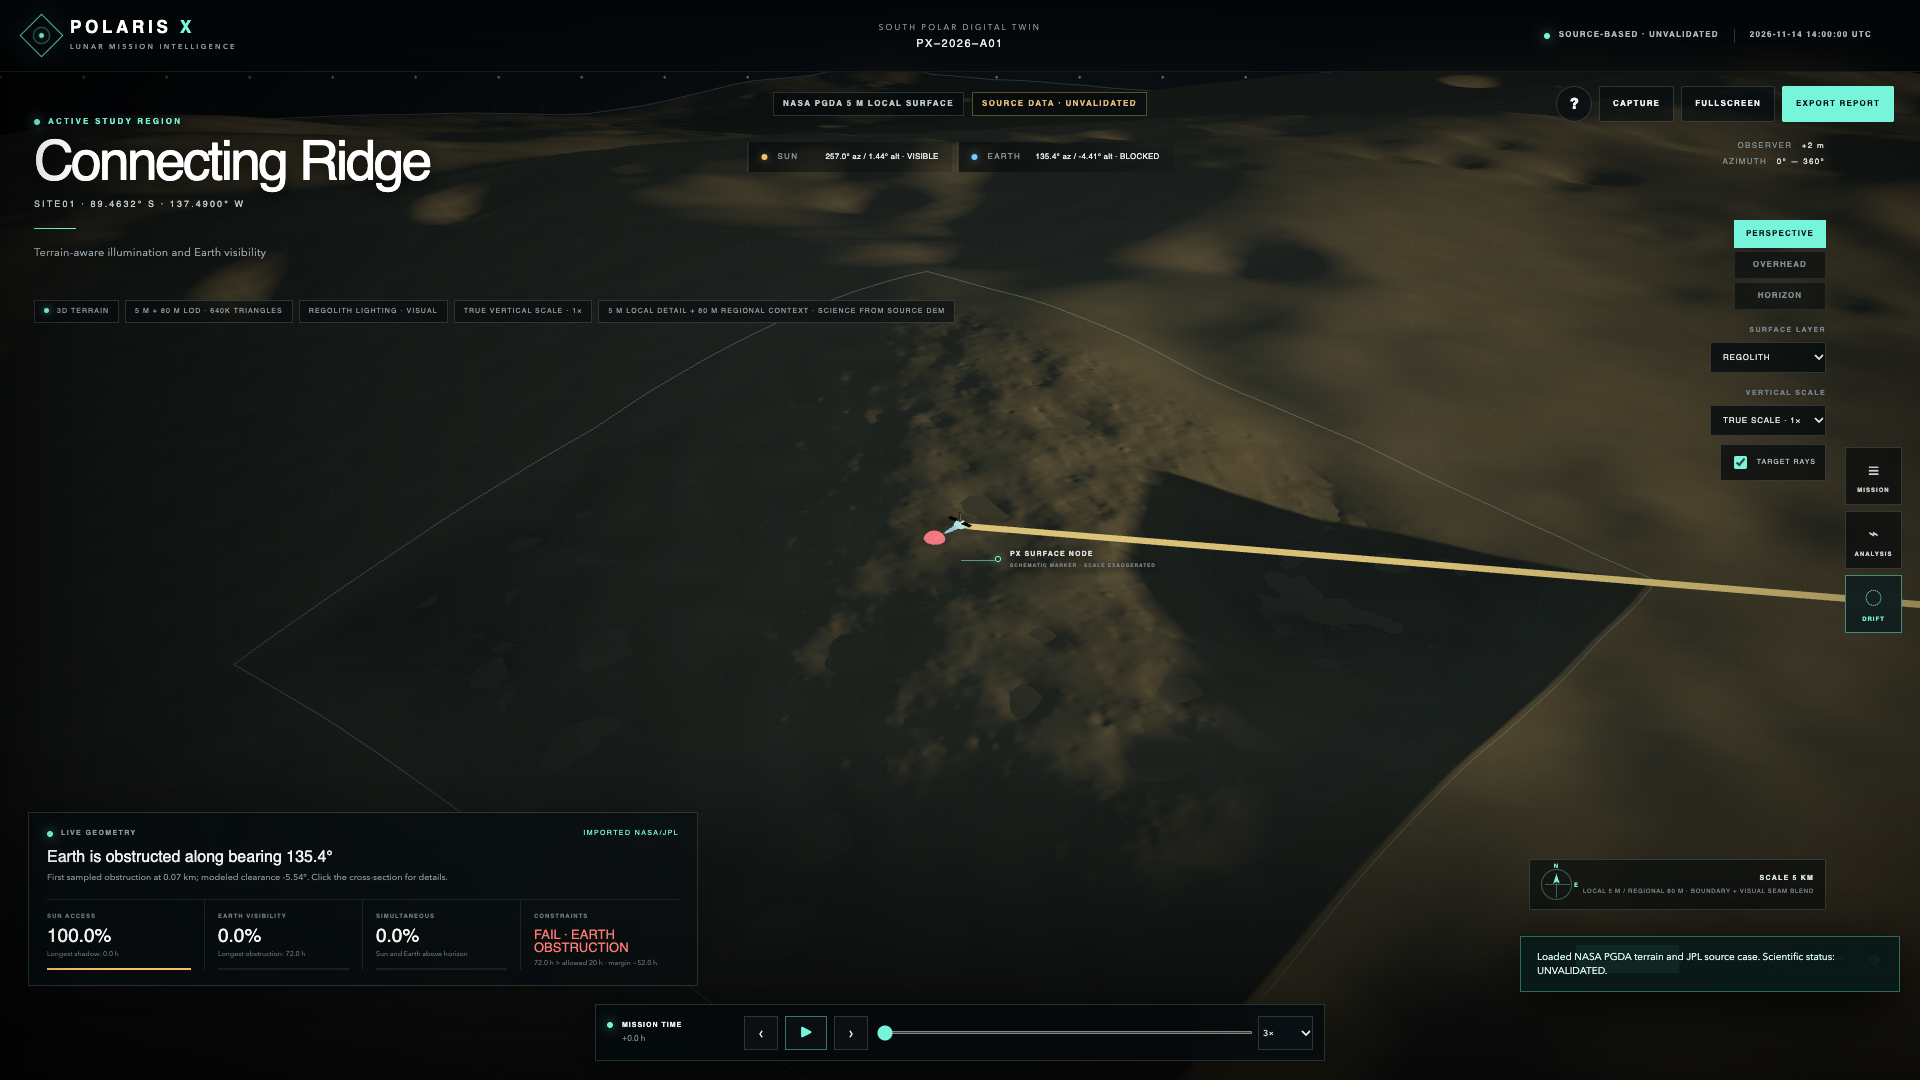 POLARIS X
LUNAR MISSION INTELLIGENCE
SOUTH POLAR DIGITAL TWIN
PX–2026–A01
SOURCE-BASED · UNVALIDATED
2026-11-14 14:00:00 UTC
NASA PGDA 5 M LOCAL SURFACE
SOURCE DATA · UNVALIDATED
?
CAPTURE
FULLSCREEN
EXPORT REPORT
ACTIVE STUDY REGION
Connecting Ridge
SITE01 · 89.4632° S · 137.4900° W
Terrain-aware illumination and Earth visibility
SUN 257.0° az / 1.44° alt · VISIBLE
EARTH 135.4° az / -4.41° alt · BLOCKED
OBSERVER +2 m
AZIMUTH 0° — 360°
3D TERRAIN
5 M + 80 M LOD · 640K TRIANGLES
REGOLITH LIGHTING · VISUAL
TRUE VERTICAL SCALE · 1×
5 M LOCAL DETAIL + 80 M REGIONAL CONTEXT · SCIENCE FROM SOURCE DEM
PERSPECTIVE
OVERHEAD
HORIZON
SURFACE LAYER
REGOLITH
VERTICAL SCALE
TRUE SCALE · 1×
TARGET RAYS
MISSION
ANALYSIS
DRIFT
PX SURFACE NODE
SCHEMATIC MARKER · SCALE EXAGGERATED
LIVE GEOMETRY
IMPORTED NASA/JPL
Earth is obstructed along bearing 135.4°
First sampled obstruction at 0.07 km; modeled clearance -5.54°. Click the cross-section for details.
SUN ACCESS
100.0%
Longest shadow: 0.0 h
EARTH VISIBILITY
0.0%
Longest obstruction: 72.0 h
SIMULTANEOUS
0.0%
Sun and Earth above horizon
CONSTRAINTS
FAIL · EARTH
OBSTRUCTION
72.0 h > allowed 20 h · margin −52.0 h
N
E
SCALE 5 KM
LOCAL 5 M / REGIONAL 80 M · BOUNDARY + VISUAL SEAM BLEND
Loaded NASA PGDA terrain and JPL source case. Scientific status:
UNVALIDATED.
MISSION TIME
+0.0 h
3×